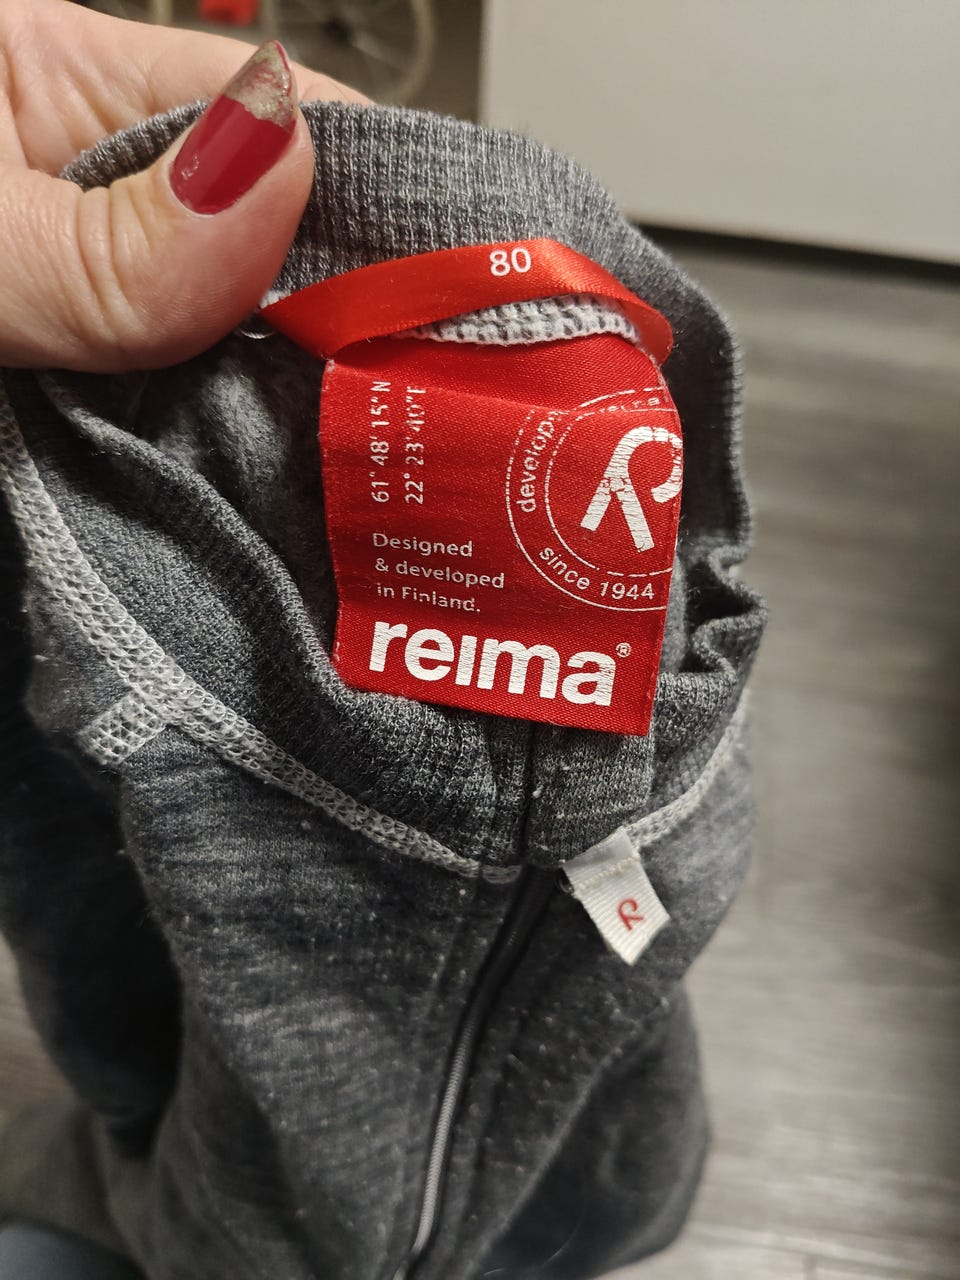 80
61° 48' 15"N
22° 23'40"E
since 1944
Designed
& developed
in Finland.
reima®
R